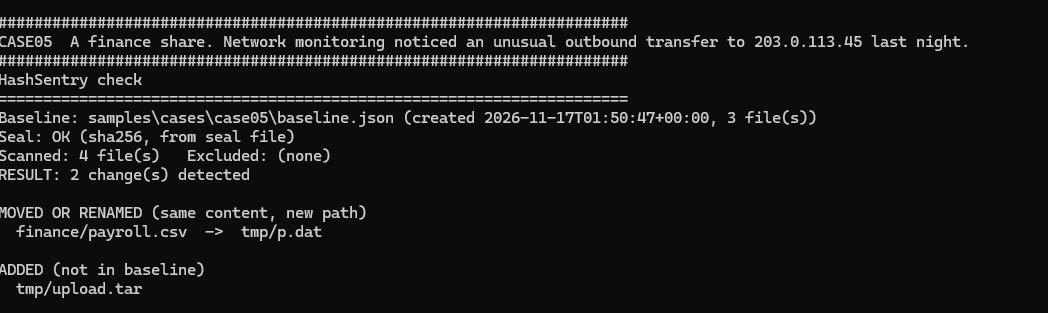 ######################################################################
CASE05  A finance share. Network monitoring noticed an unusual outbound transfer to 203.0.113.45 last night.
######################################################################
HashSentry check
======================================================================
Baseline: samples\cases\case05\baseline.json (created 2026-11-17T01:50:47+00:00, 3 file(s))
Seal: OK (sha256, from seal file)
Scanned: 4 file(s)   Excluded: (none)
RESULT: 2 change(s) detected
MOVED OR RENAMED (same content, new path)
  finance/payroll.csv  ->  tmp/p.dat
ADDED (not in baseline)
  tmp/upload.tar